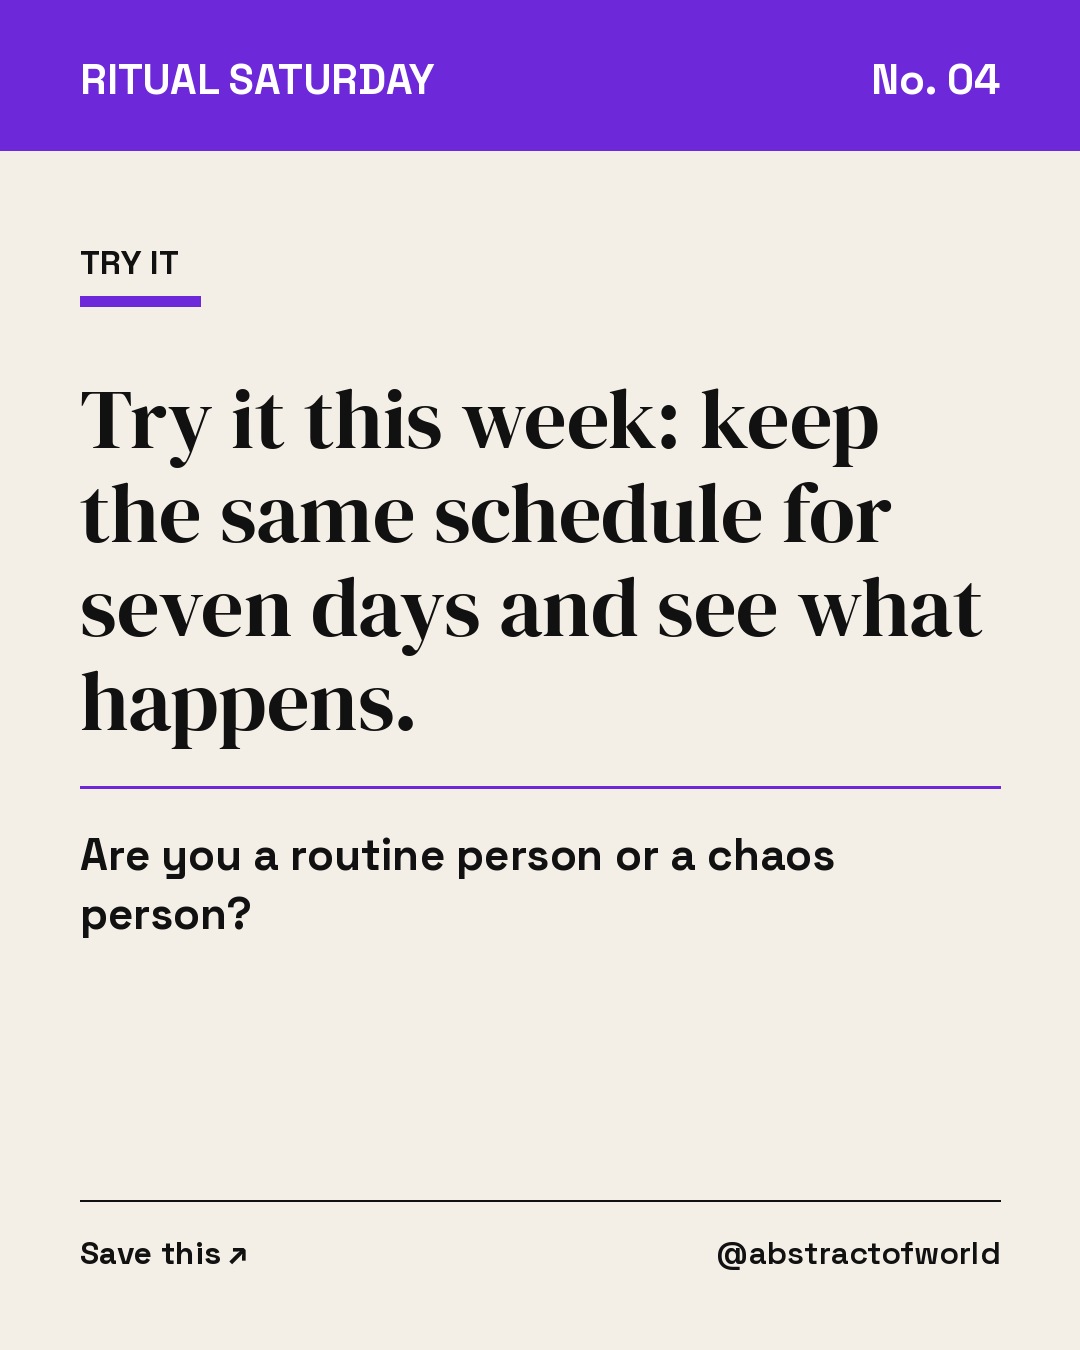 RITUAL SATURDAY
No. 04
TRY IT
Try it this week: keep
the same schedule for
seven days and see what
happens.
Are you a routine person or a chaos
person?
Save this ↗
@abstractofworld